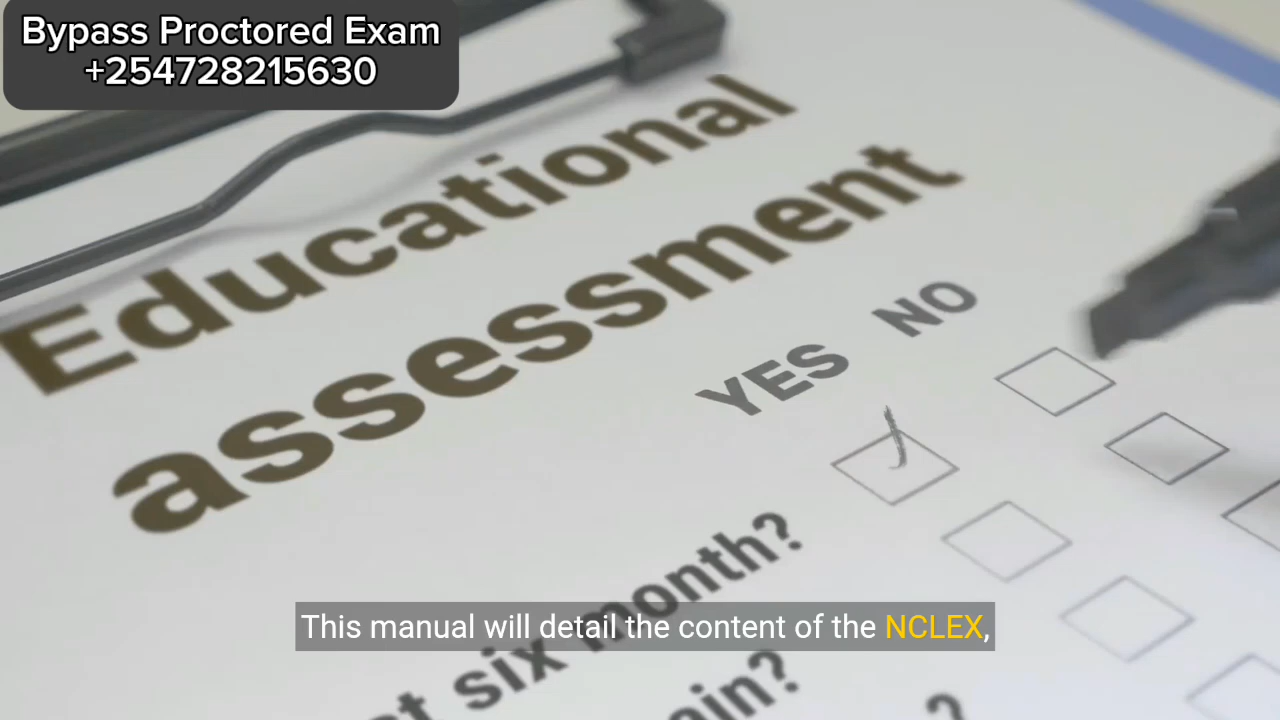 Bypass Proctored Exam
+254728215630
Educational
assessment
YES NO
six month?
?
This manual will detail the content of the NCLEX,